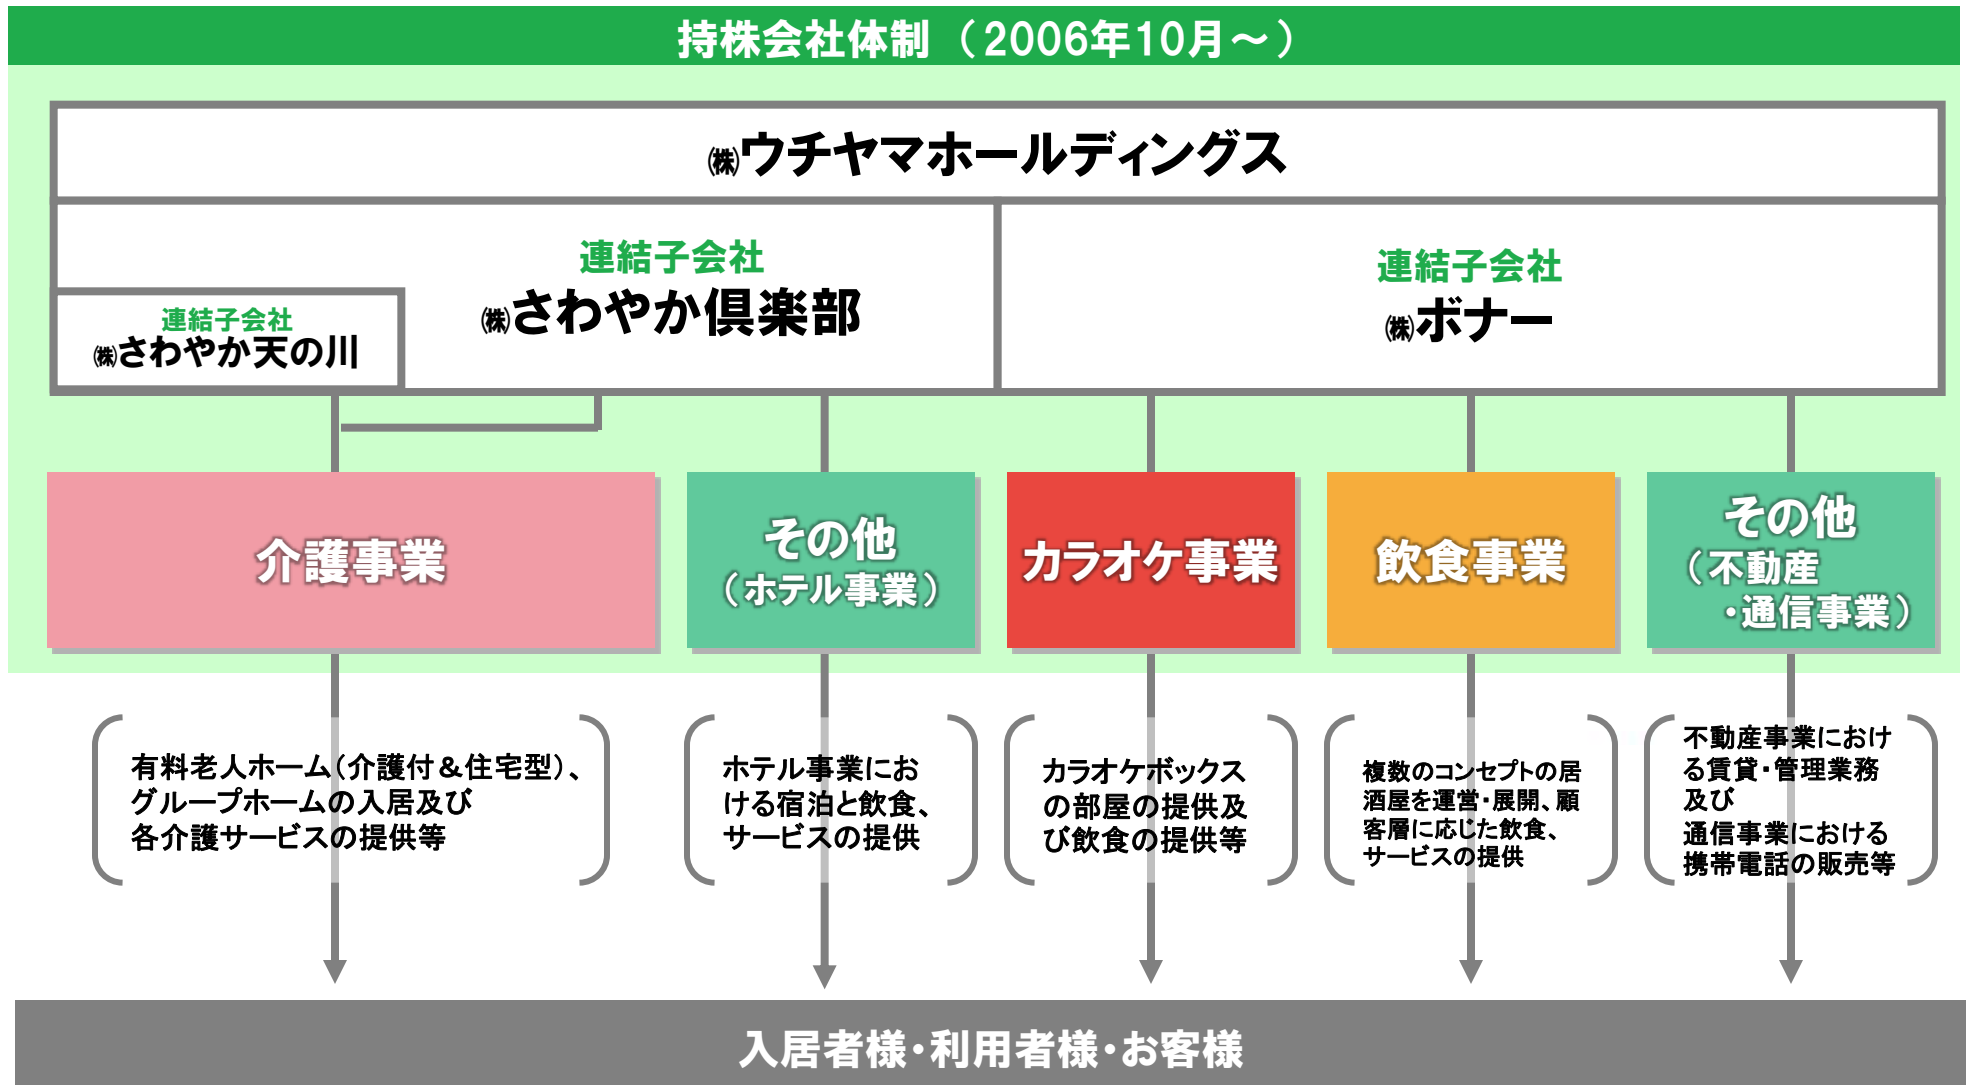 持株会社体制（2006年10月～）
㈱ウチヤマホールディングス
連結子会社
㈱さわやか倶楽部
連結子会社
㈱さわやか天の川
連結子会社
㈱ボナー
介護事業
その他
（ホテル事業）
カラオケ事業
飲食事業
その他
（不動産
・通信事業）
有料老人ホーム（介護付＆住宅型）、
グループホームの入居及び
各介護サービスの提供等
ホテル事業にお
ける宿泊と飲食、
サービスの提供
カラオケボックス
の部屋の提供及
び飲食の提供等
複数のコンセプトの居
酒屋を運営・展開、顧
客層に応じた飲食、
サービスの提供
不動産事業におけ
る賃貸・管理業務
及び
通信事業における
携帯電話の販売等
入居者様・利用者様・お客様